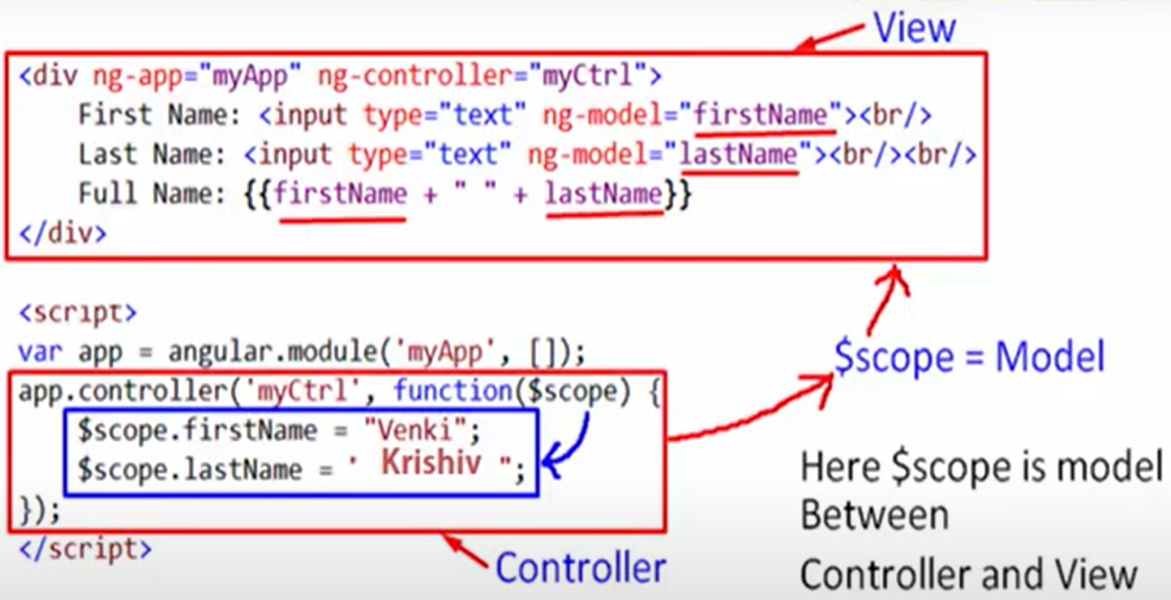 View
<div ng-app="myApp" ng-controller="myCtrl">
First Name: <input type="text" ng-model="firstName"><br/>
Last Name: <input type="text" ng-model="lastName"><br/><br/>
Full Name: {{firstName + " " + lastName}}
</div>
<script>
var app = angular.module('myApp', []);
app.controller('myCtrl', function($scope) {
$scope.firstName = "Venki";
$scope.lastName = ' Krishiv ";
});
</script>
Controller
$scope = Model
Here $scope is model
Between
Controller and View